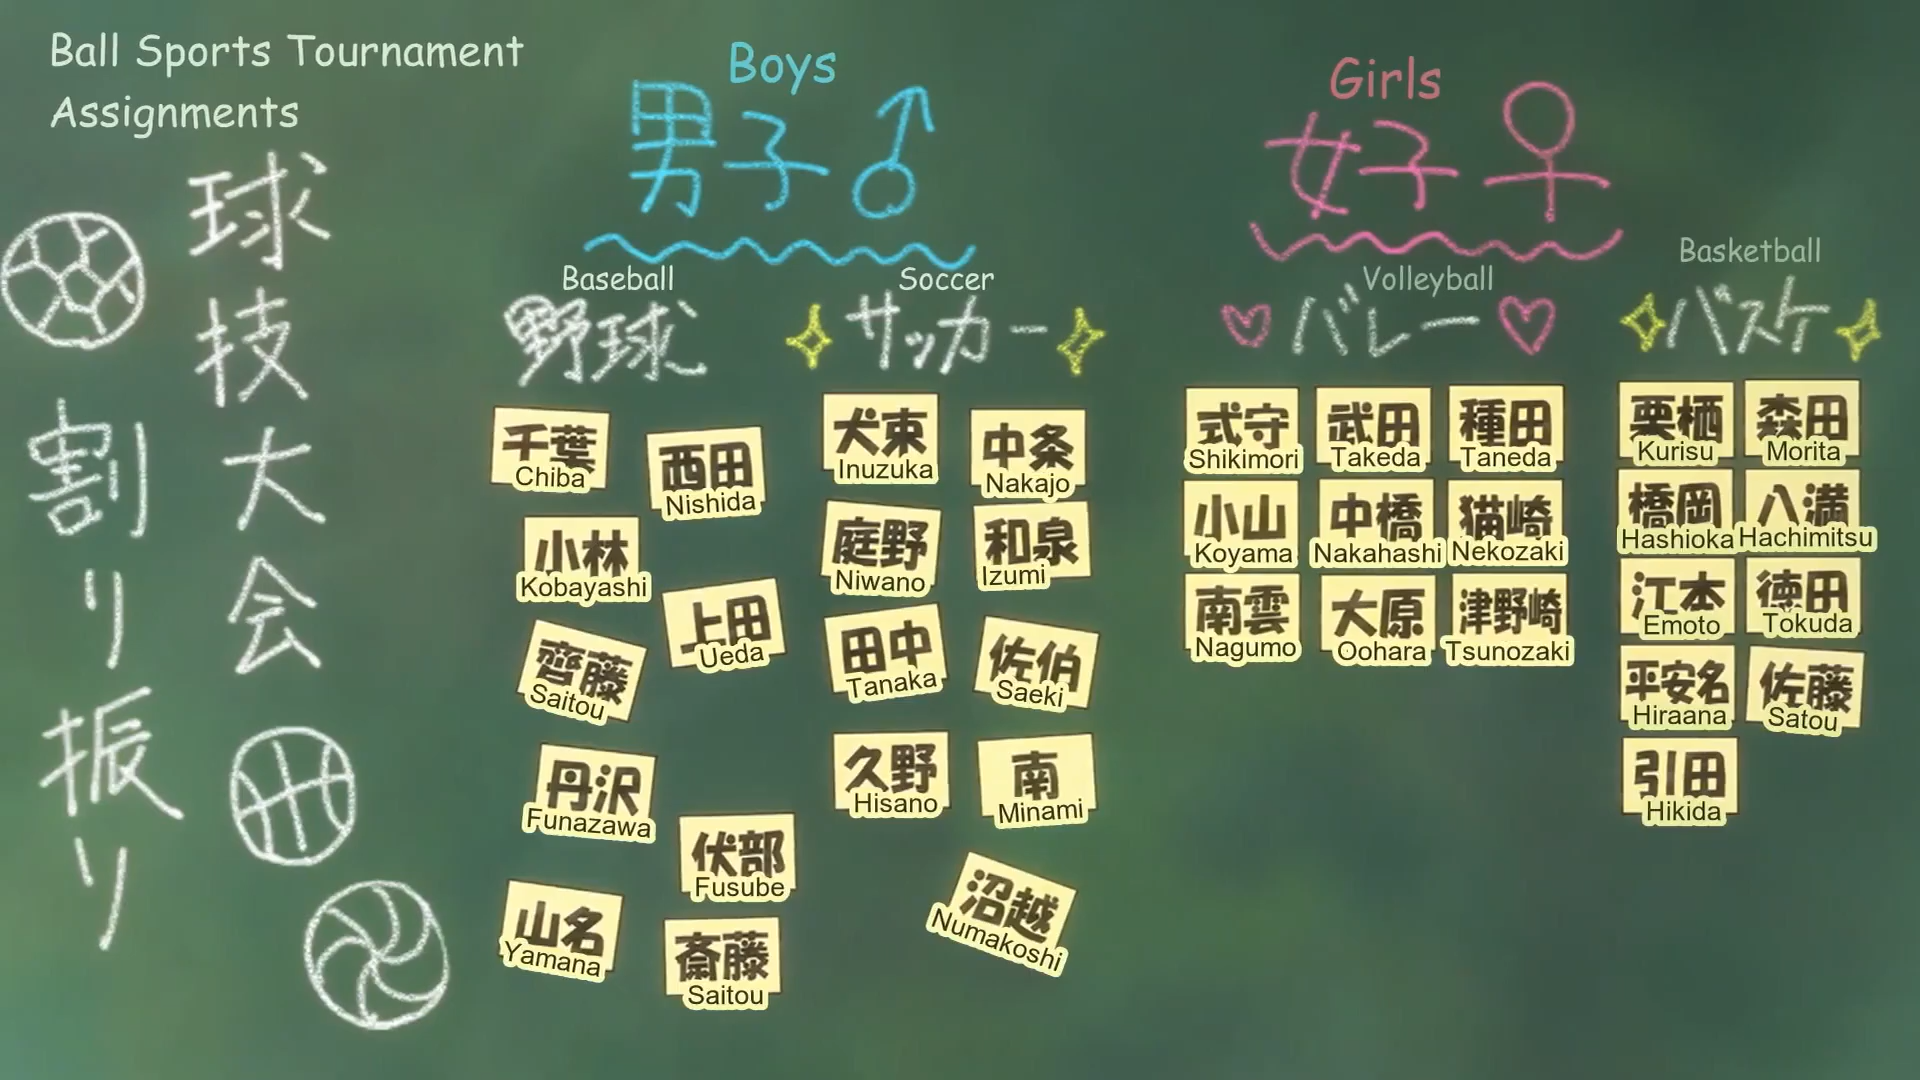 Ball Sports Tournament
Assignments
球技大会
割り振り
Boys
男子♂
Girls
女子♀
Baseball
野球
Soccer
サッカー
Volleyball
バレー
Basketball
バスケ
千葉
Chiba
西田
Nishida
小林
Kobayashi
上田
Ueda
齊藤
Saitou
丹沢
Funazawa
伏部
Fusube
山名
Yamana
斎藤
Saitou
犬束
Inuzuka
中条
Nakajo
庭野
Niwano
和泉
Izumi
田中
Tanaka
佐伯
Saeki
久野
Hisano
南
Minami
沼越
Numakoshi
式守
Shikimori
武田
Takeda
種田
Taneda
小山
Koyama
中橋
Nakahashi
猫崎
Nekozaki
南雲
Nagumo
大原
Oohara
津野崎
Tsunozaki
栗栖
Kurisu
森田
Morita
橋岡
Hashioka
八満
Hachimitsu
江本
Emoto
徳田
Tokuda
平安名
Hiraana
佐藤
Satou
引田
Hikida